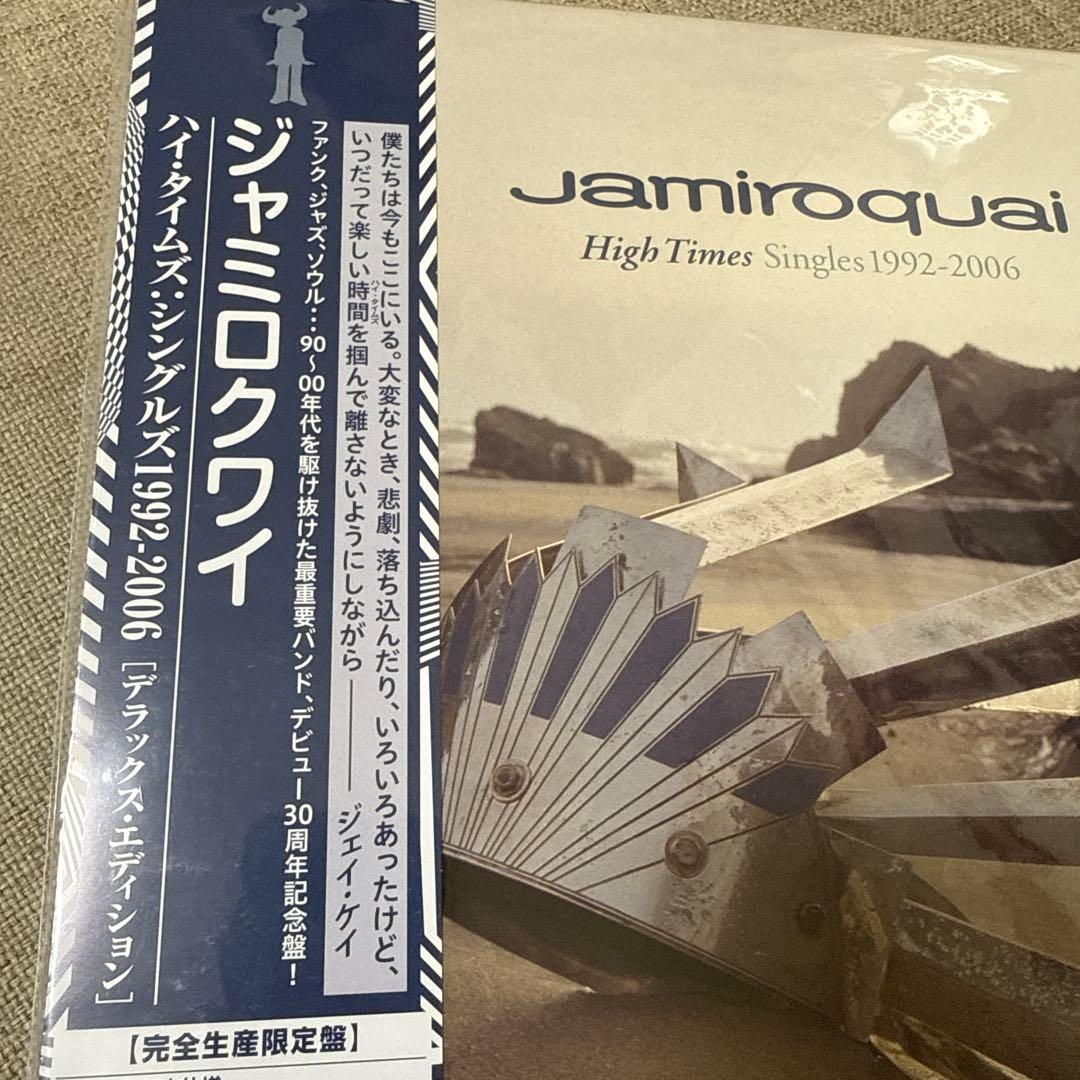 僕たちは今もここにいる。大変なとき、悲劇、落ち込んだり、いろいろあったけど、
いつだって楽しい時間を掴んで離さないようにしながら —— ジェイ・ケイ
ハイ・タイムズ
ファンク、ジャズ、ソウル…90〜00年代を駆け抜けた最重要バンド、デビュー30周年記念盤！
ジャミロクワイ
ハイ・タイムズ：シングルズ1992-2006［デラックス・エディション］
【完全生産限定盤】
Jamiroquai
High Times Singles 1992-2006